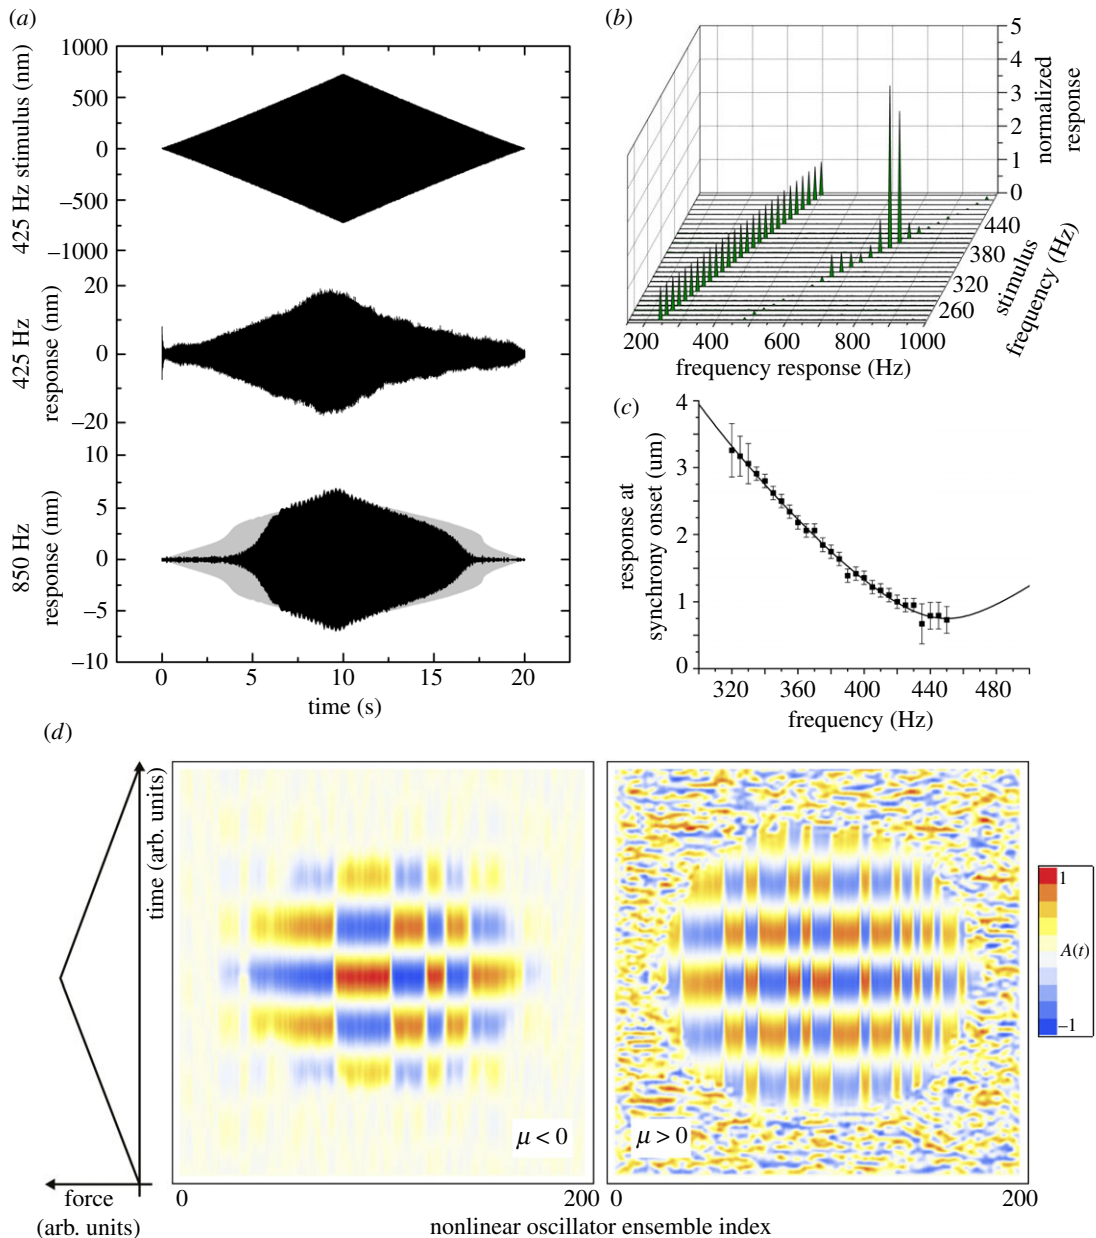 (a)
425 Hz stimulus (nm)
1000
500
0
−500
−1000
425 Hz
response (nm)
20
0
−20
850 Hz
response (nm)
10
5
0
−5
−10
0 5 10 15 20
time (s)
(b)
5
4
3
2
1
0
normalized
response
440
380
320
260
stimulus
frequency (Hz)
200 400 600 800 1000
frequency response (Hz)
(c)
response at
synchrony onset (um)
4
3
2
1
0
320 360 400 440 480
frequency (Hz)
(d)
time (arb. units)
force
(arb. units)
μ < 0
μ > 0
0 200
0 200
nonlinear oscillator ensemble index
1
A(t)
−1